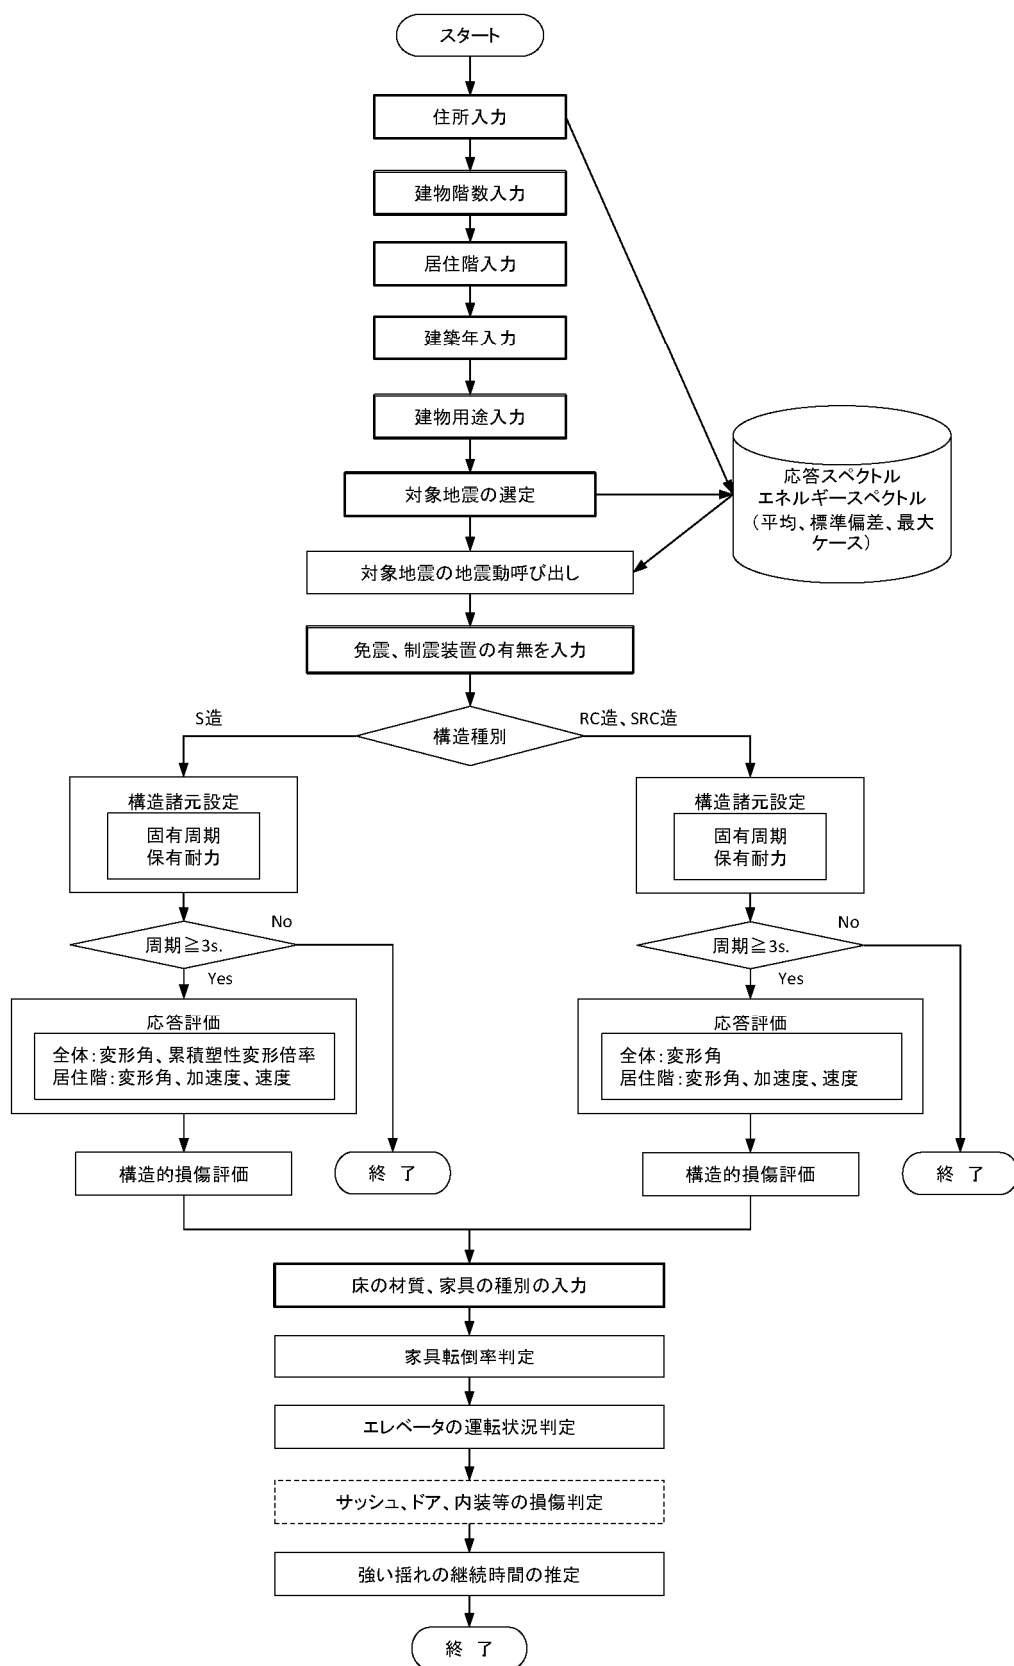 スタート
住所入力
建物階数入力
居住階入力
建築年入力
建物用途入力
対象地震の選定
応答スペクトル
エネルギースペクトル
（平均、標準偏差、最大
ケース）
対象地震の地震動呼び出し
免震、制震装置の有無を入力
S造
RC造、SRC造
構造種別
構造諸元設定
固有周期
保有耐力
構造諸元設定
固有周期
保有耐力
No
周期≧3s.
Yes
No
周期≧3s.
Yes
応答評価
全体：変形角、累積塑性変形倍率
居住階：変形角、加速度、速度
応答評価
全体：変形角
居住階：変形角、加速度、速度
構造的損傷評価
終 了
構造的損傷評価
終 了
床の材質、家具の種別の入力
家具転倒率判定
エレベータの運転状況判定
サッシュ、ドア、内装等の損傷判定
強い揺れの継続時間の推定
終 了